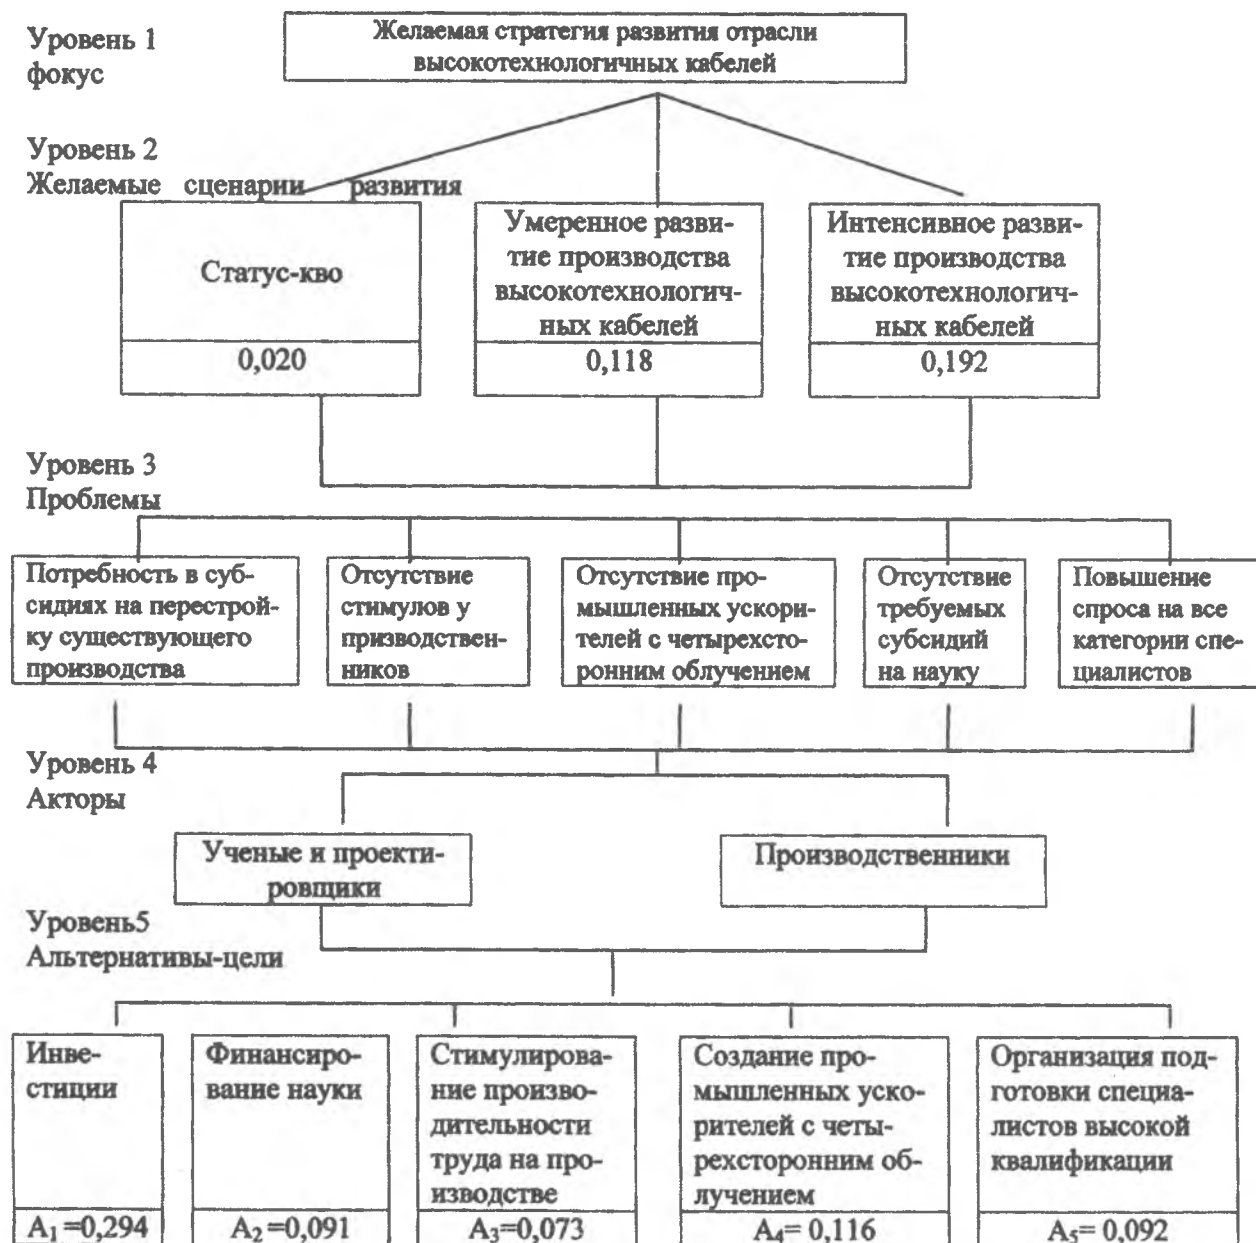 Уровень 1
фокус
Желаемая стратегия развития отрасли
высокотехнологичных кабелей
Уровень 2
Желаемые сценарии развития
Статус-кво
0,020
Умеренное разви-
тие производства
высокотехнологич-
ных кабелей
0,118
Интенсивное разви-
тие производства
высокотехнологич-
ных кабелей
0,192
Уровень 3
Проблемы
Потребность в суб-
сидиях на перестрой-
ку существующего
производства
Отсутствие
стимулов у
призводствен-
ников
Отсутствие про-
мышленных ускори-
телей с четырехсто-
ронним облучением
Отсутствие
требуемых
субсидий
на науку
Повышение
спроса на все
категории спе-
циалистов
Уровень 4
Акторы
Ученые и проекти-
ровщики
Производственники
Уровень5
Альтернативы-цели
Инве-
стиции
A₁ =0,294
Финансиро-
вание науки
A₂=0,091
Стимулирова-
ние произво-
дительности
труда на про-
изводстве
A₃=0,073
Создание про-
мышленных уско-
рителей с четы-
рехсторонним об-
лучением
A₄= 0,116
Организация под-
готовки специа-
листов высокой
квалификации
A₅= 0,092